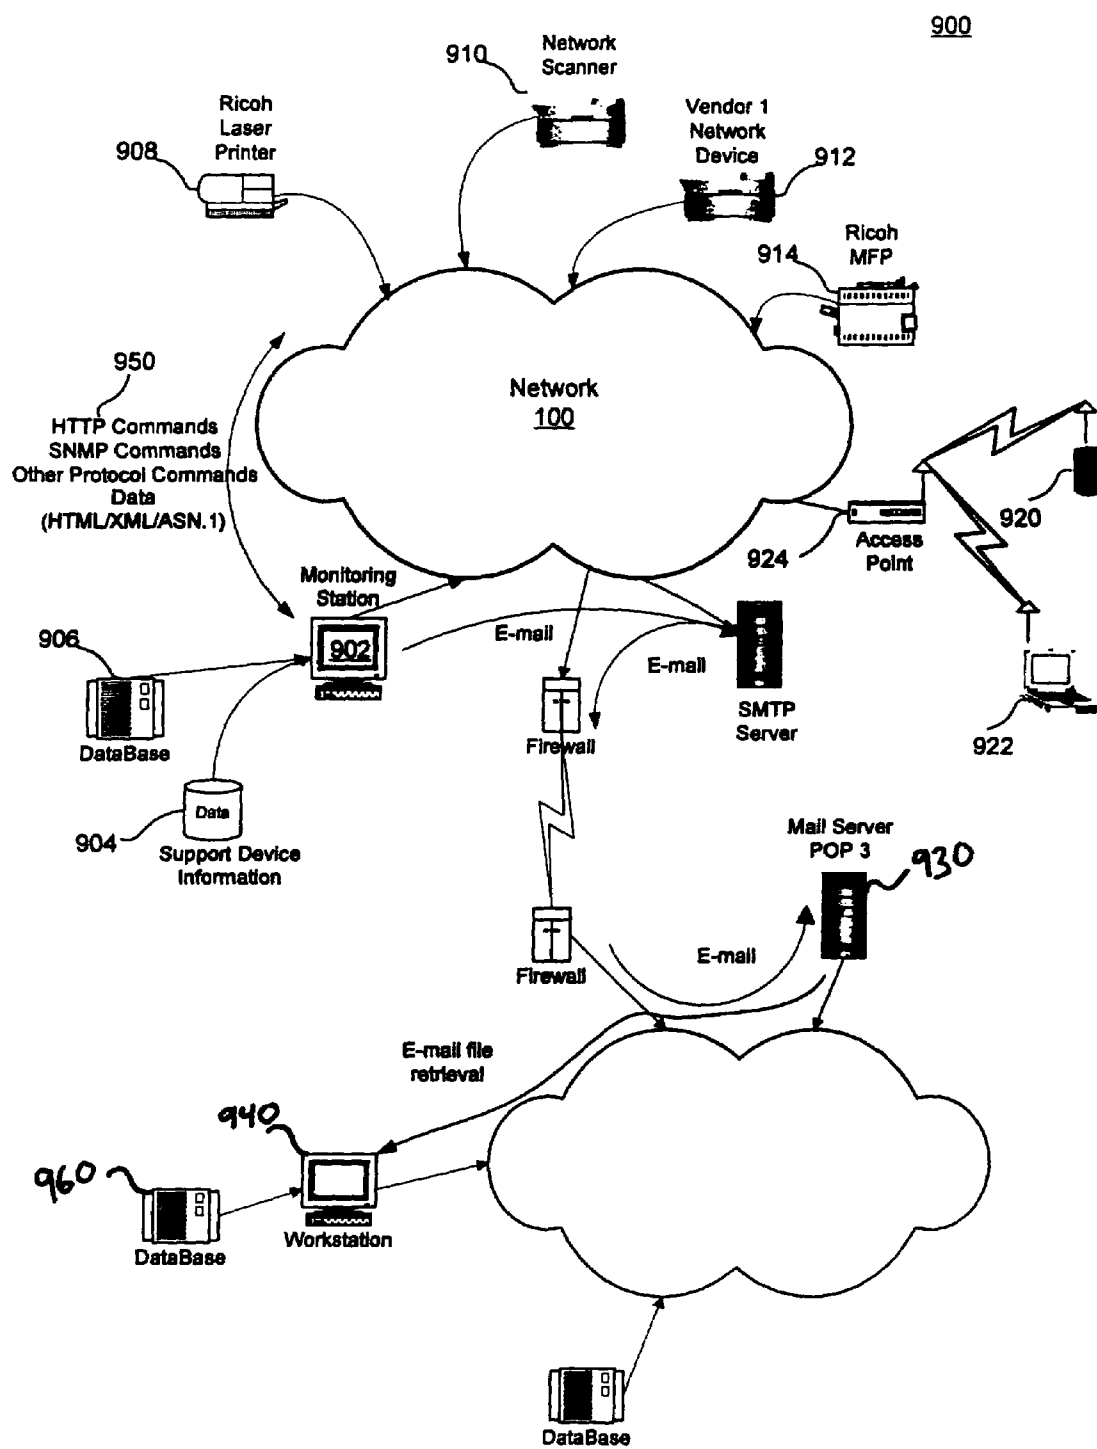 900
910
Network
Scanner
Ricoh
Laser
Printer
908
Vendor 1
Network
Device
912
Ricoh
MFP
914
950
HTTP Commands
SNMP Commands
Other Protocol Commands
Data
(HTML/XML/ASN.1)
Network
100
920
924
Access
Point
Monitoring
Station
902
E-mail
E-mail
906
DataBase
SMTP
Server
922
Firewall
Data
904
Support Device
Information
Mail Server
POP 3
930
Firewall
E-mail
E-mail file
retrieval
940
960
Workstation
DataBase
DataBase